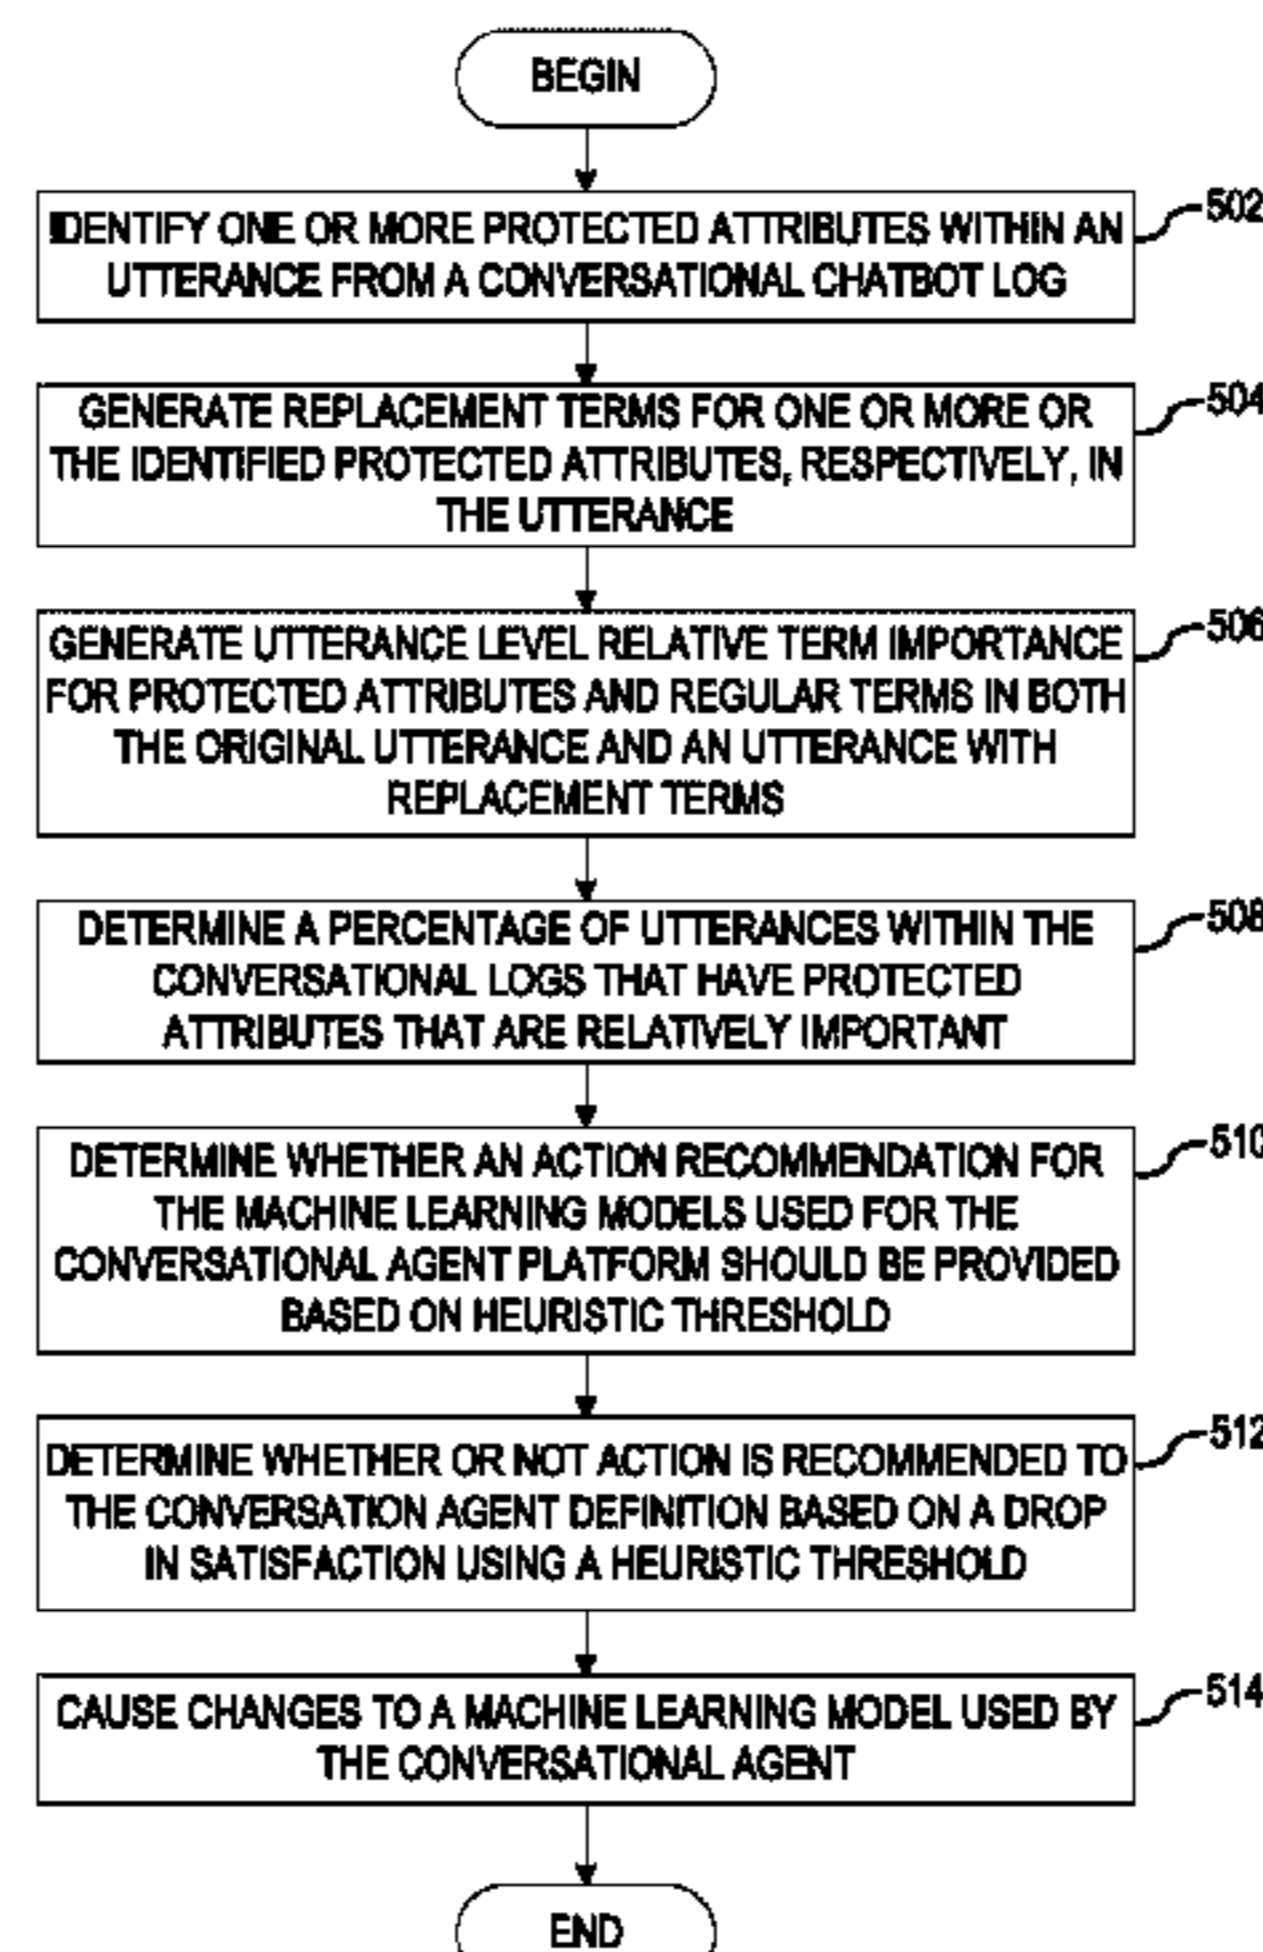 BEGIN
IDENTIFY ONE OR MORE PROTECTED ATTRIBUTES WITHIN AN
UTTERANCE FROM A CONVERSATIONAL CHATBOT LOG
502
GENERATE REPLACEMENT TERMS FOR ONE OR MORE OR
THE IDENTIFIED PROTECTED ATTRIBUTES, RESPECTIVELY, IN
THE UTTERANCE
504
GENERATE UTTERANCE LEVEL RELATIVE TERM IMPORTANCE
FOR PROTECTED ATTRIBUTES AND REGULAR TERMS IN BOTH
THE ORIGINAL UTTERANCE AND AN UTTERANCE WITH
REPLACEMENT TERMS
506
DETERMINE A PERCENTAGE OF UTTERANCES WITHIN THE
CONVERSATIONAL LOGS THAT HAVE PROTECTED
ATTRIBUTES THAT ARE RELATIVELY IMPORTANT
508
DETERMINE WHETHER AN ACTION RECOMMENDATION FOR
THE MACHINE LEARNING MODELS USED FOR THE
CONVERSATIONAL AGENT PLATFORM SHOULD BE PROVIDED
BASED ON HEURISTIC THRESHOLD
510
DETERMINE WHETHER OR NOT ACTION IS RECOMMENDED TO
THE CONVERSATION AGENT DEFINITION BASED ON A DROP
IN SATISFACTION USING A HEURISTIC THRESHOLD
512
CAUSE CHANGES TO A MACHINE LEARNING MODEL USED BY
THE CONVERSATIONAL AGENT
514
END